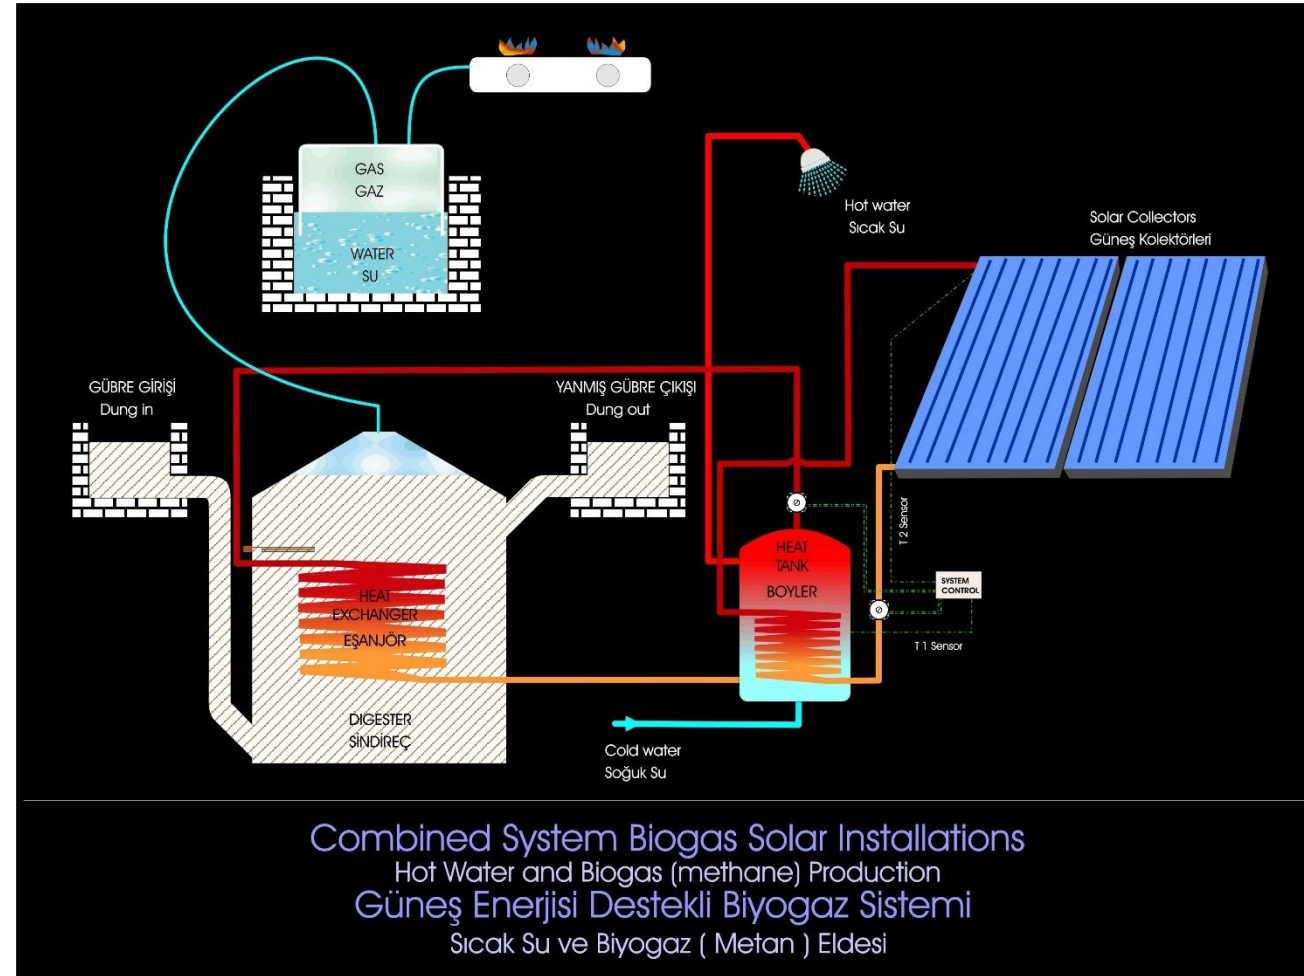 GAS
GAZ
WATER
SU
Hot water
Sıcak Su
Solar Collectors
Güneş Kolektörleri
GÜBRE GİRİŞİ
Dung in
YANMIŞ GÜBRE ÇIKIŞI
Dung out
T 2 Sensor
HEAT
TANK
BOYLER
SYSTEM
CONTROL
HEAT
EXCHANGER
EŞANJÖR
T 1 Sensor
DIGESTER
SİNDİREÇ
Cold water
Soğuk Su
Combined System Biogas Solar Installations
Hot Water and Biogas (methane) Production
Güneş Enerjisi Destekli Biyogaz Sistemi
Sıcak Su ve Biyogaz ( Metan ) Eldesi